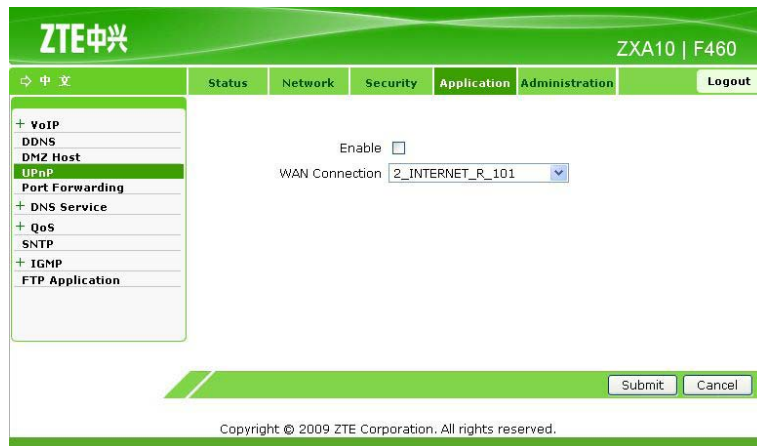 ZTE中兴
ZXA10 | F460
中文
Status Network Security Application Administration Logout
+ VoIP
DDNS
DMZ Host
UPnP
Port Forwarding
+ DNS Service
+ QoS
SNTP
+ IGMP
FTP Application
Enable
WAN Connection 2_INTERNET_R_101
Submit Cancel
Copyright © 2009 ZTE Corporation. All rights reserved.